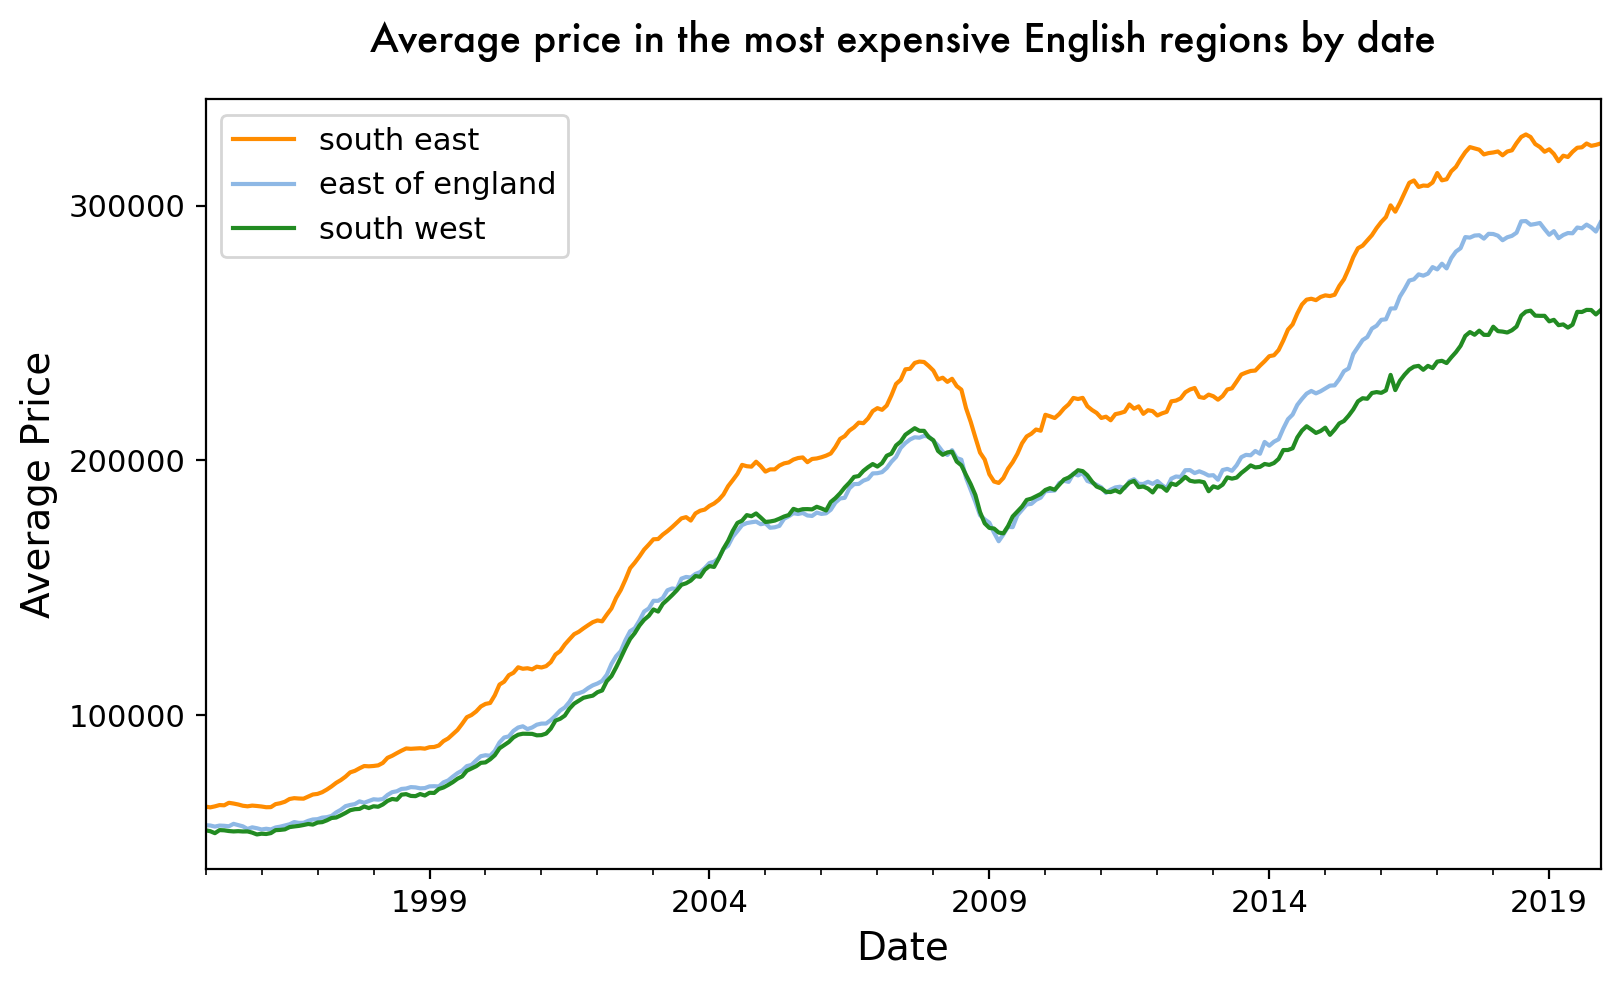 Average price in the most expensive English regions by date
south east
east of england
south west
300000
200000
100000
Average Price
1999 2004 2009 2014 2019
Date